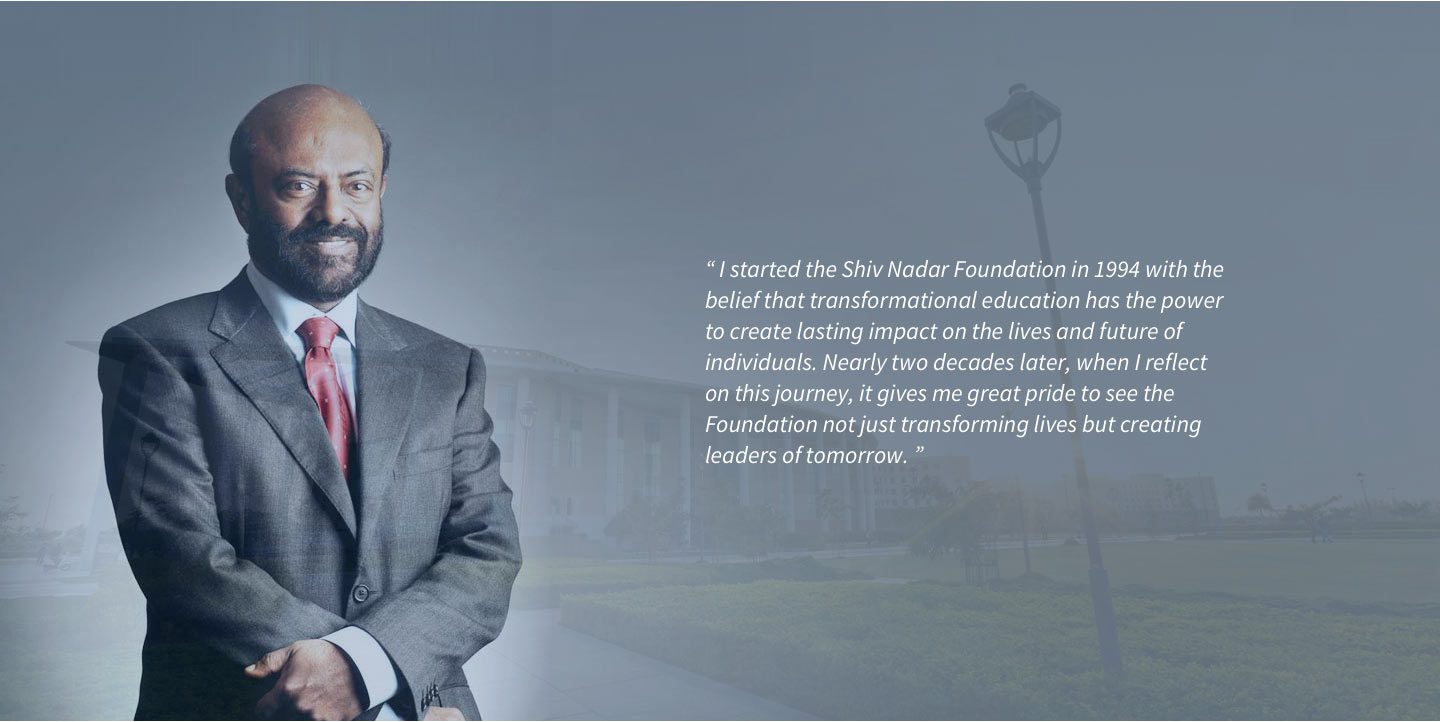 “ I started the Shiv Nadar Foundation in 1994 with the
belief that transformational education has the power
to create lasting impact on the lives and future of
individuals. Nearly two decades later, when I reflect
on this journey, it gives me great pride to see the
Foundation not just transforming lives but creating
leaders of tomorrow. ”